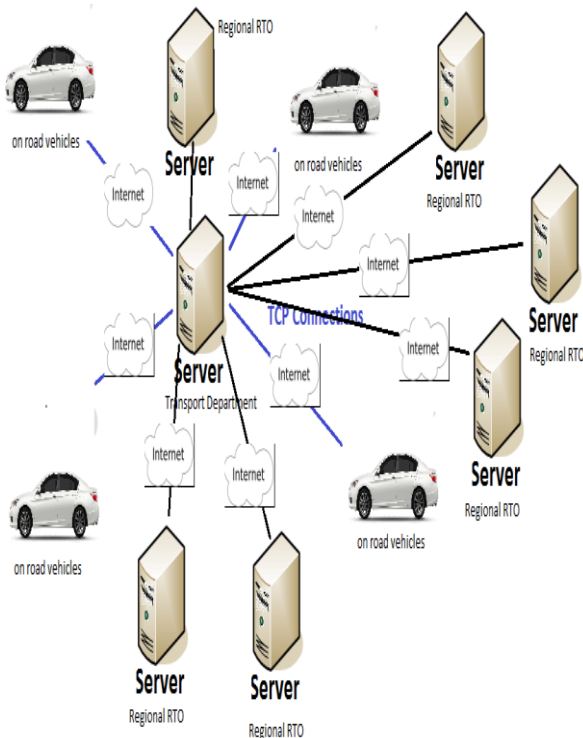 Regional RTO
on road vehicles
Server
on road vehicles
Server
Regional RTO
Internet
Internet
Internet
Internet
TCP Connections
Server
Regional RTO
Internet
Internet
Server
Transport Department
Internet
Server
Regional RTO
Internet
Internet
on road vehicles
on road vehicles
Server
Regional RTO
Server
Regional RTO